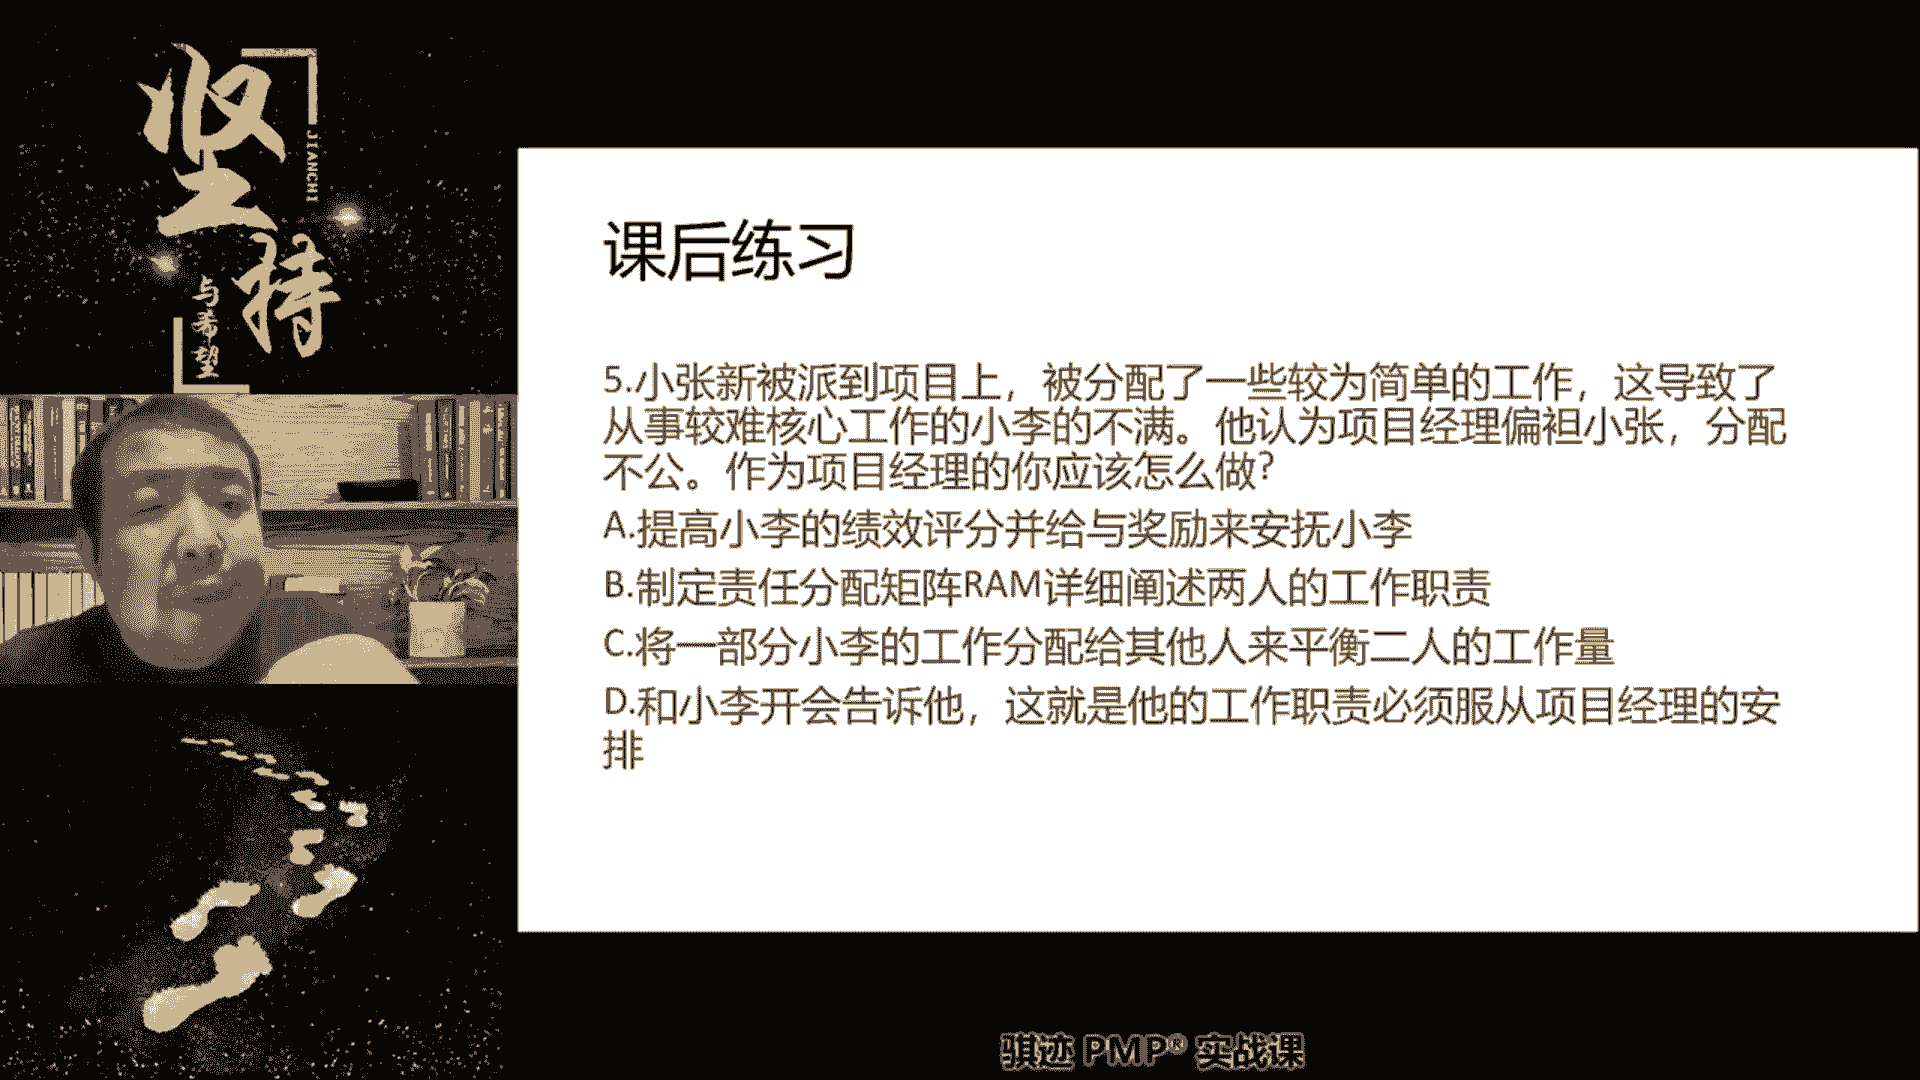 坚持
JIANCHI
与希望
课后练习
5.小张新被派到项目上，被分配了一些较为简单的工作，这导致了
从事较难核心工作的小李的不满。他认为项目经理偏袒小张，分配
不公。作为项目经理的你应该怎么做?
A.提高小李的绩效评分并给与奖励来安抚小李
B.制定责任分配矩阵RAM详细阐述两人的工作职责
C.将一部分小李的工作分配给其他人来平衡二人的工作量
D.和小李开会告诉他，这就是他的工作职责必须服从项目经理的安
排
骐迹 PMP® 实战课